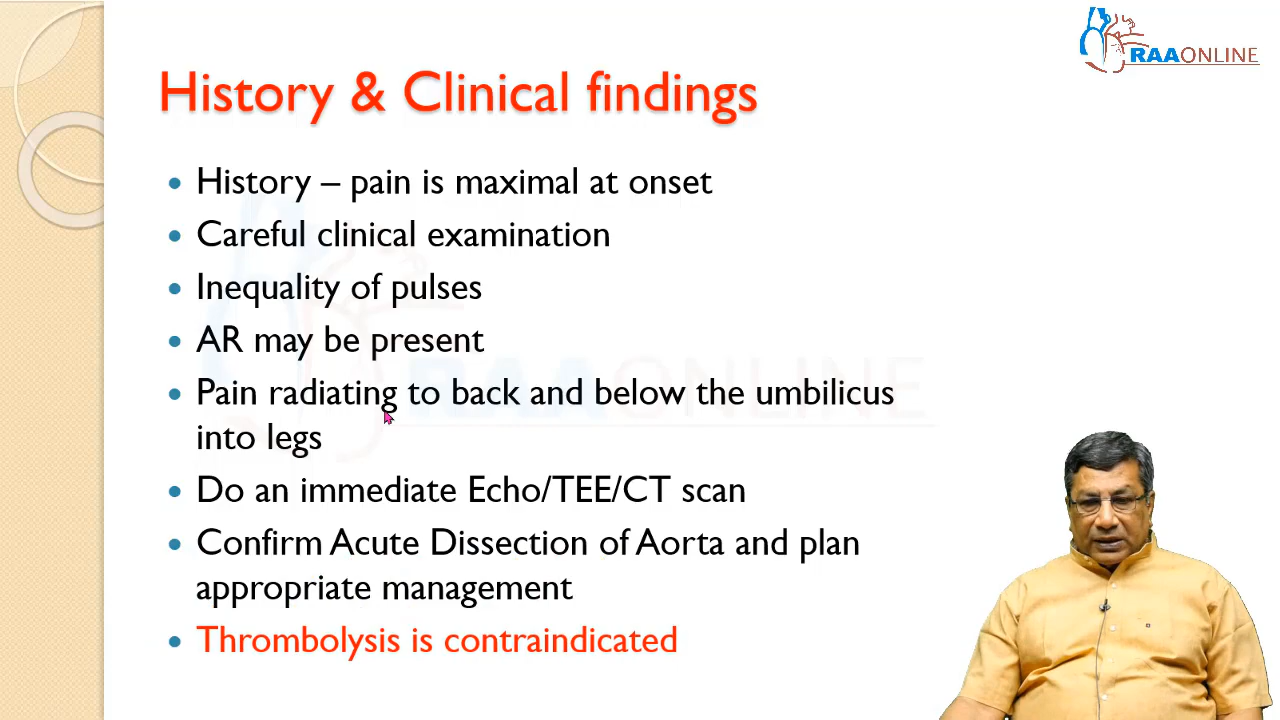 RAAONLINE
History & Clinical findings
• History – pain is maximal at onset
• Careful clinical examination
• Inequality of pulses
• AR may be present
• Pain radiating to back and below the umbilicus
into legs
• Do an immediate Echo/TEE/CT scan
• Confirm Acute Dissection of Aorta and plan
appropriate management
• Thrombolysis is contraindicated
RAAONLINE